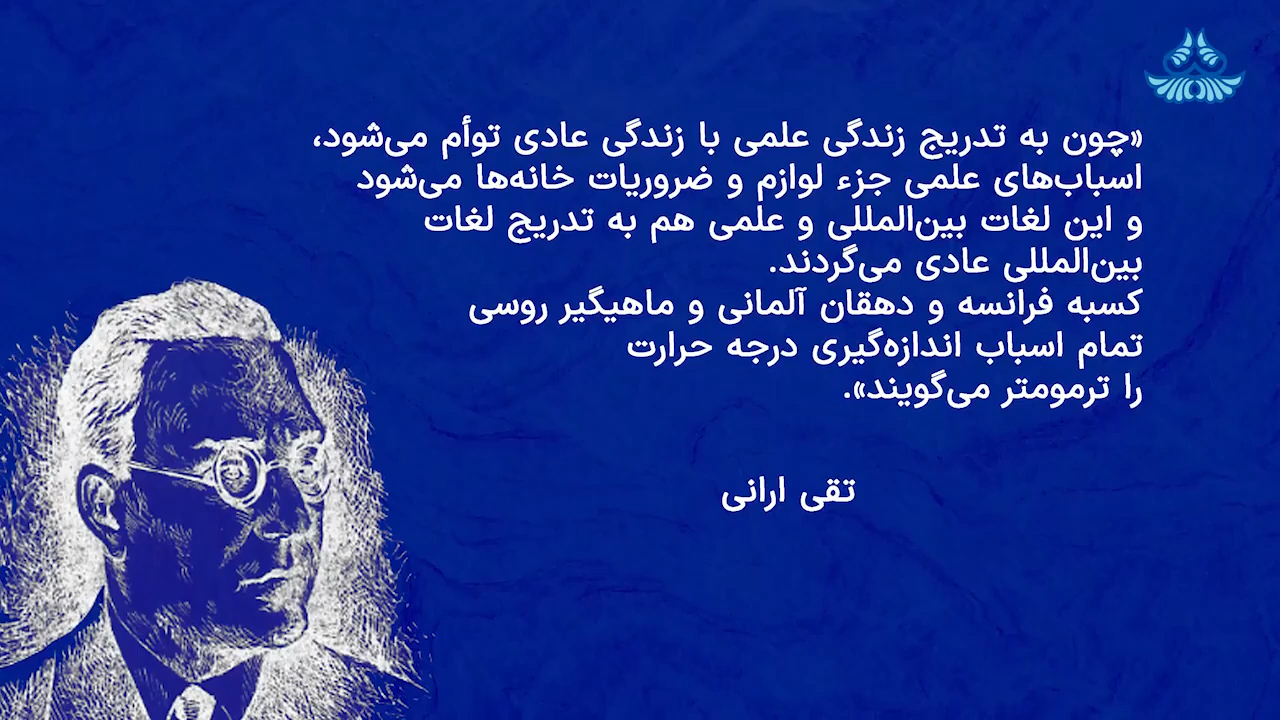 «چون به تدریج زندگی علمی با زندگی عادی توأم می‌شود،
اسباب‌های علمی جزء لوازم و ضروریات خانه‌ها می‌شود
و این لغات بین‌المللی و علمی هم به تدریج لغات
بین‌المللی عادی می‌گردند.
کسبه فرانسه و دهقان آلمانی و ماهیگیر روسی
تمام اسباب اندازه‌گیری درجه حرارت
را ترمومتر می‌گویند».
تقی ارانی